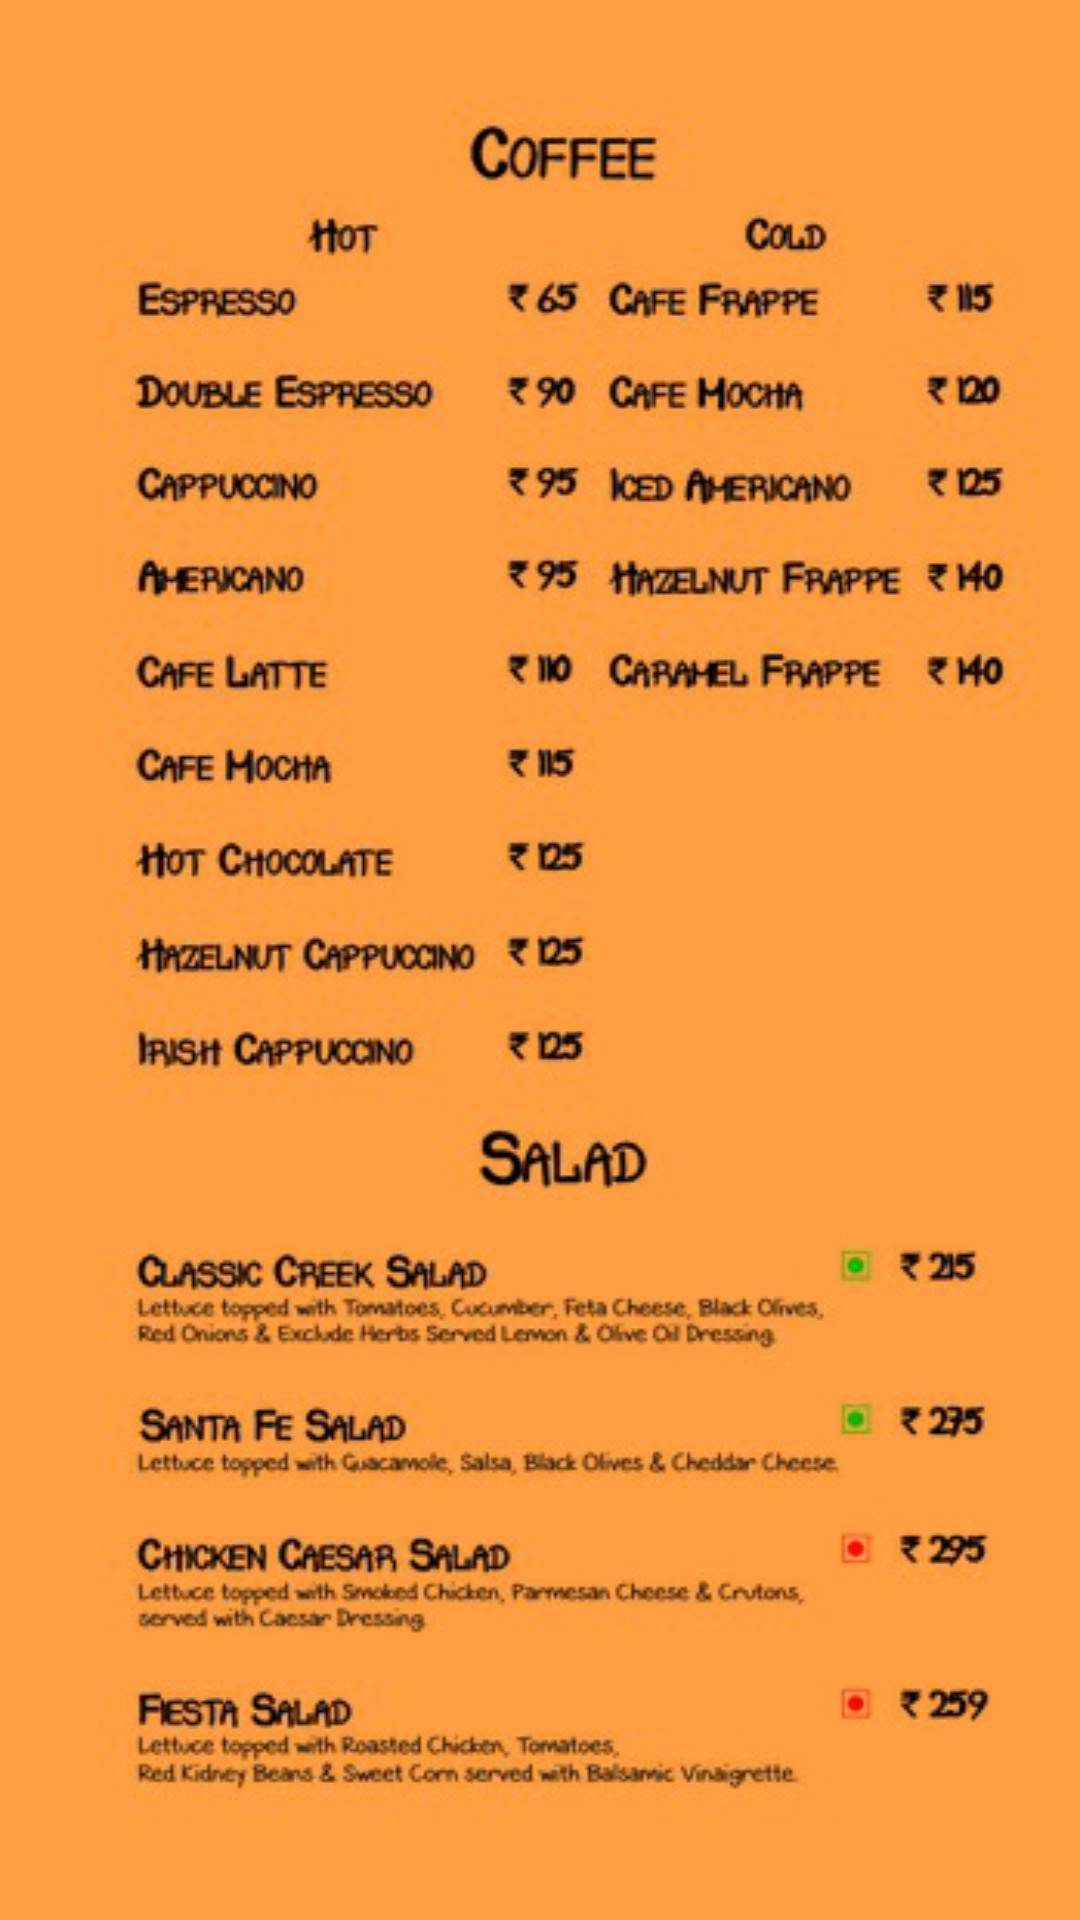 COFFEE
HOT COLD
ESPRESSO ₹ 65 CAFE FRAPPE ₹ 115
DOUBLE ESPRESSO ₹ 90 CAFE MOCHA ₹ 120
CAPPUCCINO ₹ 95 ICED AMERICANO ₹ 125
AMERICANO ₹ 95 HAZELNUT FRAPPE ₹ 140
CAFE LATTE ₹ 110 CARAMEL FRAPPE ₹ 140
CAFE MOCHA ₹ 115
HOT CHOCOLATE ₹ 125
HAZELNUT CAPPUCCINO ₹ 125
IRISH CAPPUCCINO ₹ 125
SALAD
CLASSIC CREEK SALAD ₹ 215
Lettuce topped with Tomatoes, Cucumber, Feta Cheese, Black Olives,
Red Onions & Exclude Herbs Served Lemon & Olive Oil Dressing.
SANTA FE SALAD ₹ 275
Lettuce topped with Guacamole, Salsa, Black Olives & Cheddar Cheese.
CHICKEN CAESAR SALAD ₹ 295
Lettuce topped with Smoked Chicken, Parmesan Cheese & Crutons,
served with Caesar Dressing.
FIESTA SALAD ₹ 259
Lettuce topped with Roasted Chicken, Tomatoes,
Red Kidney Beans & Sweet Corn served with Balsamic Vinaigrette.